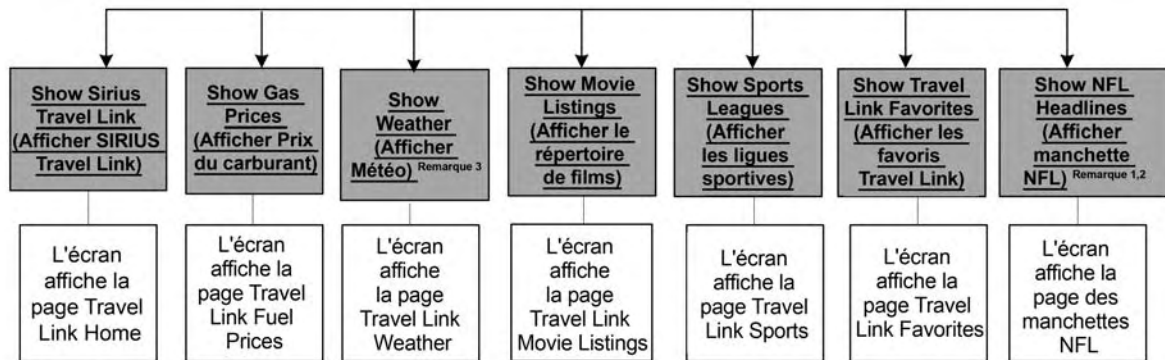 Show Sirius
Travel Link
(Afficher SIRIUS
Travel Link)
Show Gas
Prices
(Afficher Prix
du carburant)
Show
Weather
(Afficher
Météo) Remarque 3
Show Movie
Listings
(Afficher le
répertoire
de films)
Show Sports
Leagues
(Afficher
les ligues
sportives)
Show Travel
Link Favorites
(Afficher les
favoris
Travel Link)
Show NFL
Headlines
(Afficher
manchette
NFL) Remarque 1,2
L'écran
affiche la
page Travel
Link Home
L'écran
affiche la
page Travel
Link Fuel
Prices
L'écran
affiche
la page
Travel Link
Weather
L'écran
affiche
la page
Travel Link
Movie Listings
L'écran
affiche la
page Travel
Link Sports
L'écran
affiche la
page Travel
Link Favorites
L'écran
affiche la
page des
manchettes
NFL